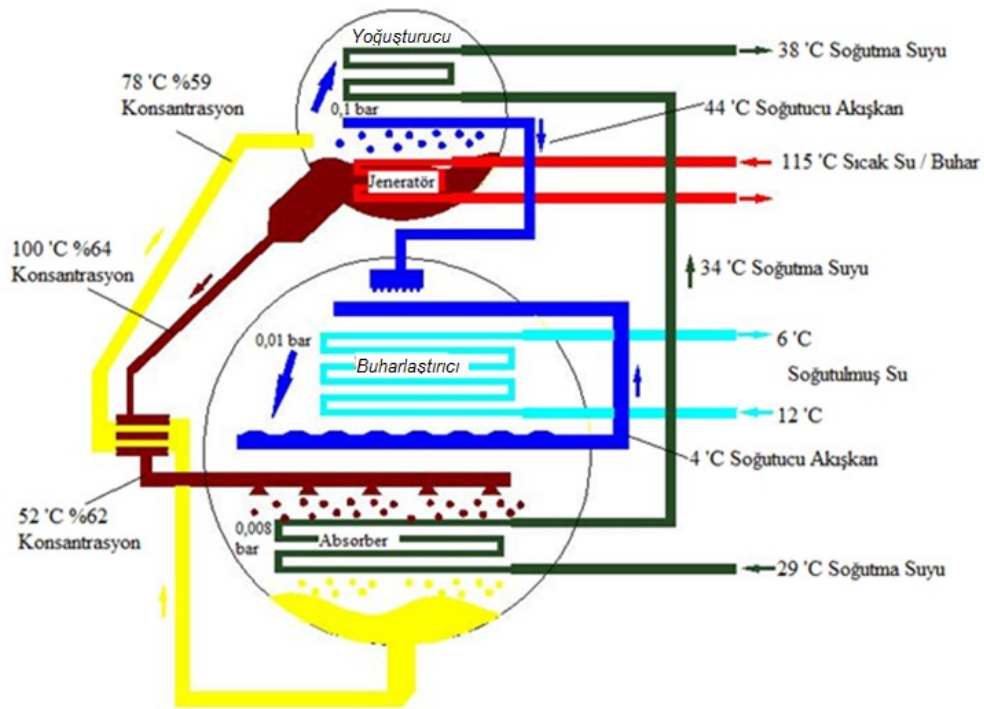 Yoğuşturucu
38 'C Soğutma Suyu
78 'C %59
Konsantrasyon
0,1 bar
44 'C Soğutucu Akışkan
115 'C Sıcak Su / Buhar
Jeneratör
100 'C %64
Konsantrasyon
34 'C Soğutma Suyu
0,01 bar
6 'C
Buharlaştırıcı
Soğutulmuş Su
12 'C
4 'C Soğutucu Akışkan
52 'C %62
Konsantrasyon
0,008
bar
Absorber
29 'C Soğutma Suyu